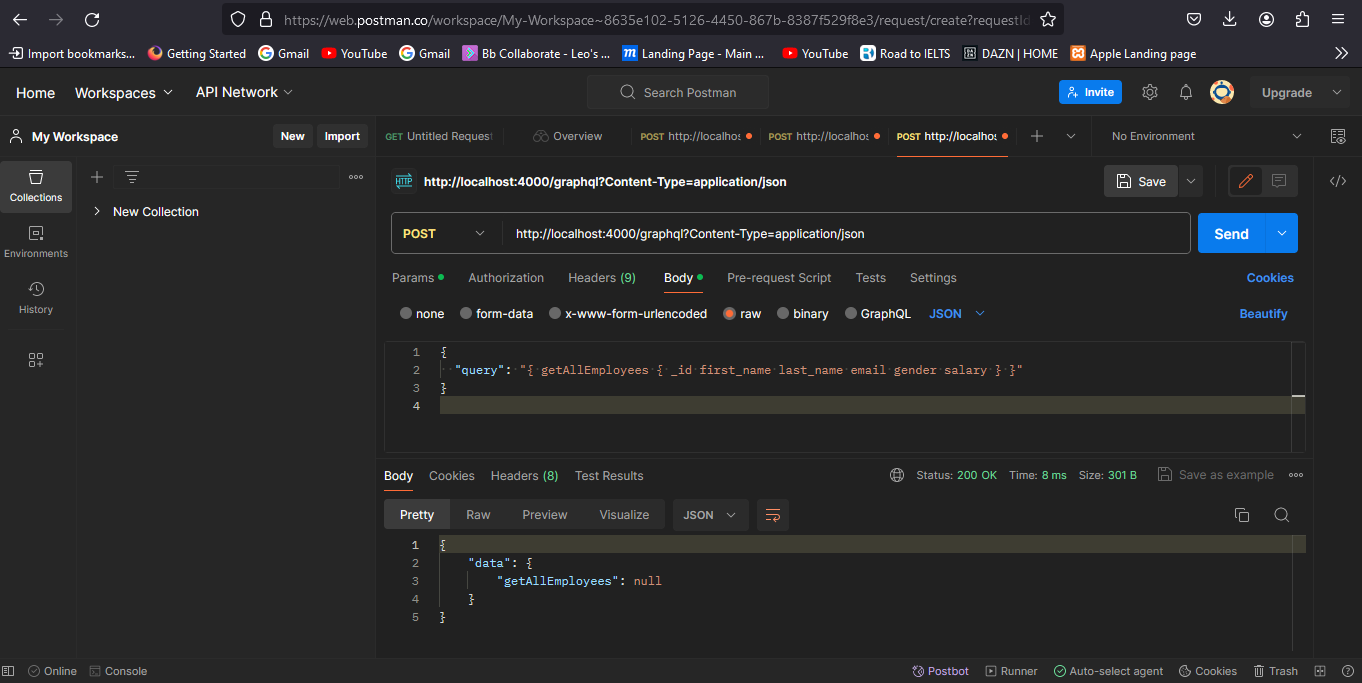 https://web.postman.co/workspace/My-Workspace~8635e102-5126-4450-867b-8387f529f8e3/request/create?requestId
Import bookmarks... Getting Started Gmail YouTube Gmail Bb Collaborate - Leo's ... Landing Page - Main ... YouTube Road to IELTS DAZN | HOME Apple Landing page
Home Workspaces API Network Search Postman Invite Upgrade
My Workspace New Import GET Untitled Request Overview POST http://localhos POST http://localhos POST http://localhos No Environment
Collections
Environments
History
New Collection
HTTP http://localhost:4000/graphql?Content-Type=application/json Save
POST http://localhost:4000/graphql?Content-Type=application/json Send
Params Authorization Headers (9) Body Pre-request Script Tests Settings Cookies
none form-data x-www-form-urlencoded raw binary GraphQL JSON Beautify
1 {
2 "query": "{ getAllEmployees { _id first_name last_name email gender salary } }"
3 }
4
Body Cookies Headers (8) Test Results Status: 200 OK Time: 8 ms Size: 301 B Save as example
Pretty Raw Preview Visualize JSON
1 {
2 "data": {
3 "getAllEmployees": null
4 }
5 }
Online Console Postbot Runner Auto-select agent Cookies Trash